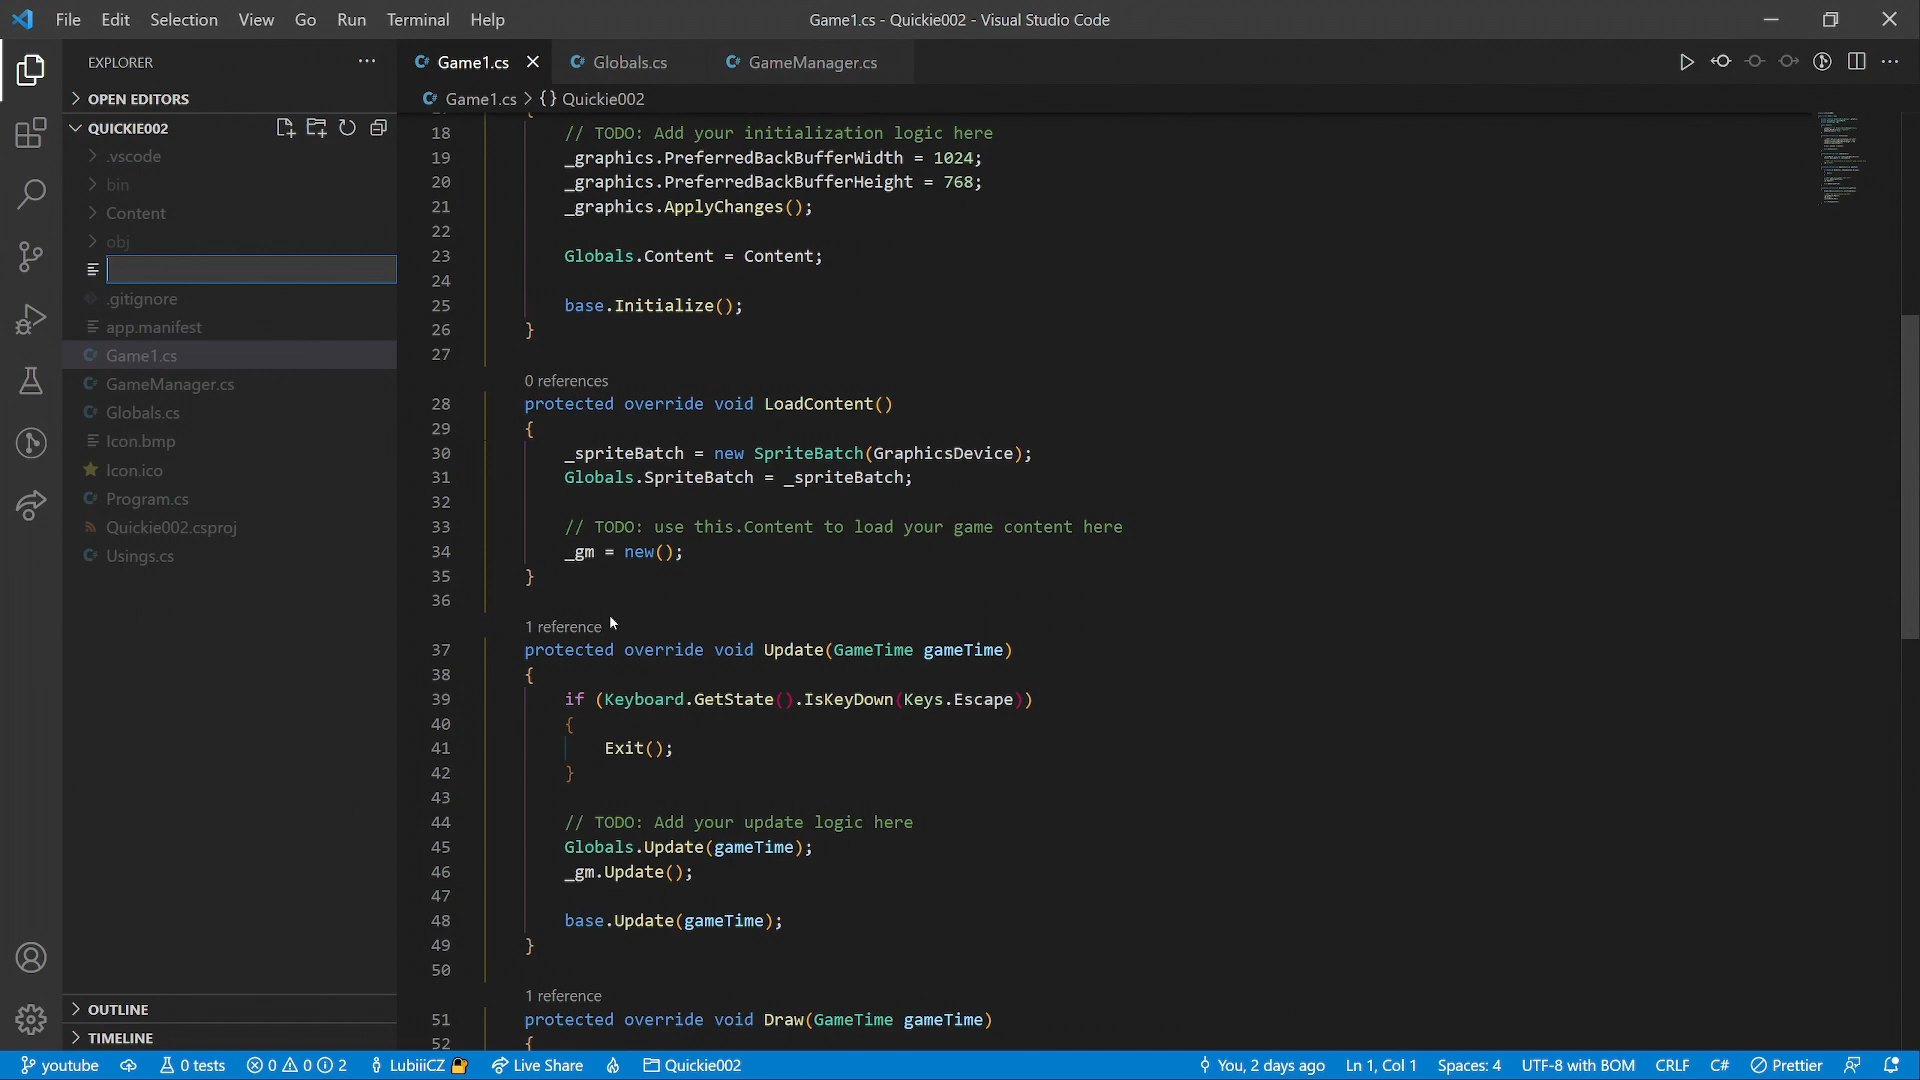 File Edit Selection View Go Run Terminal Help
Game1.cs - Quickie002 - Visual Studio Code
EXPLORER
OPEN EDITORS
QUICKIE002
.vscode
bin
Content
obj
.gitignore
app.manifest
Game1.cs
GameManager.cs
Globals.cs
Icon.bmp
Icon.ico
Program.cs
Quickie002.csproj
Usings.cs
OUTLINE
TIMELINE
Game1.cs Globals.cs GameManager.cs
Game1.cs > {} Quickie002
18 // TODO: Add your initialization logic here
19 _graphics.PreferredBackBufferWidth = 1024;
20 _graphics.PreferredBackBufferHeight = 768;
21 _graphics.ApplyChanges();
22
23 Globals.Content = Content;
24
25 base.Initialize();
26 }
27
0 references
28 protected override void LoadContent()
29 {
30 _spriteBatch = new SpriteBatch(GraphicsDevice);
31 Globals.SpriteBatch = _spriteBatch;
32
33 // TODO: use this.Content to load your game content here
34 _gm = new();
35 }
36
1 reference
37 protected override void Update(GameTime gameTime)
38 {
39 if (Keyboard.GetState().IsKeyDown(Keys.Escape))
40 {
41 Exit();
42 }
43
44 // TODO: Add your update logic here
45 Globals.Update(gameTime);
46 _gm.Update();
47
48 base.Update(gameTime);
49 }
50
1 reference
51 protected override void Draw(GameTime gameTime)
52 {
youtube 0 tests 0 0 2 LubiiiCZ Live Share Quickie002 You, 2 days ago Ln 1, Col 1 Spaces: 4 UTF-8 with BOM CRLF C# Prettier